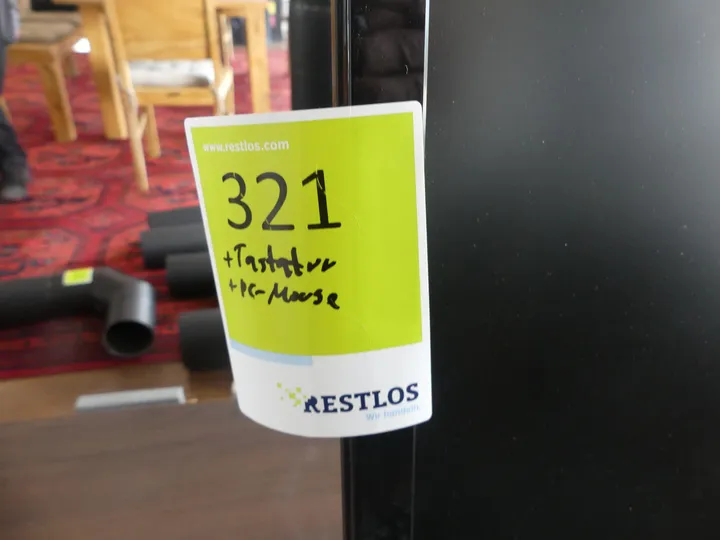 www.restlos.com
321
+Tastatur
+PC-Mouse
RESTLOS